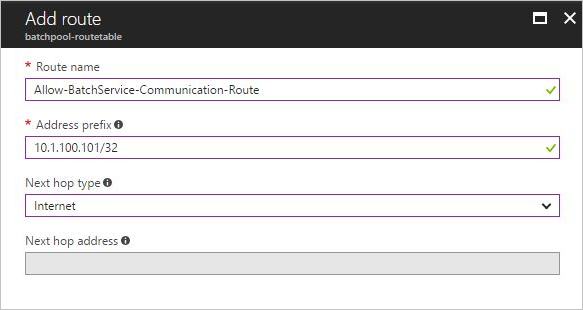 Add route
batchpool-routetable
* Route name
Allow-BatchService-Communication-Route
* Address prefix
10.1.100.101/32
Next hop type
Internet
Next hop address